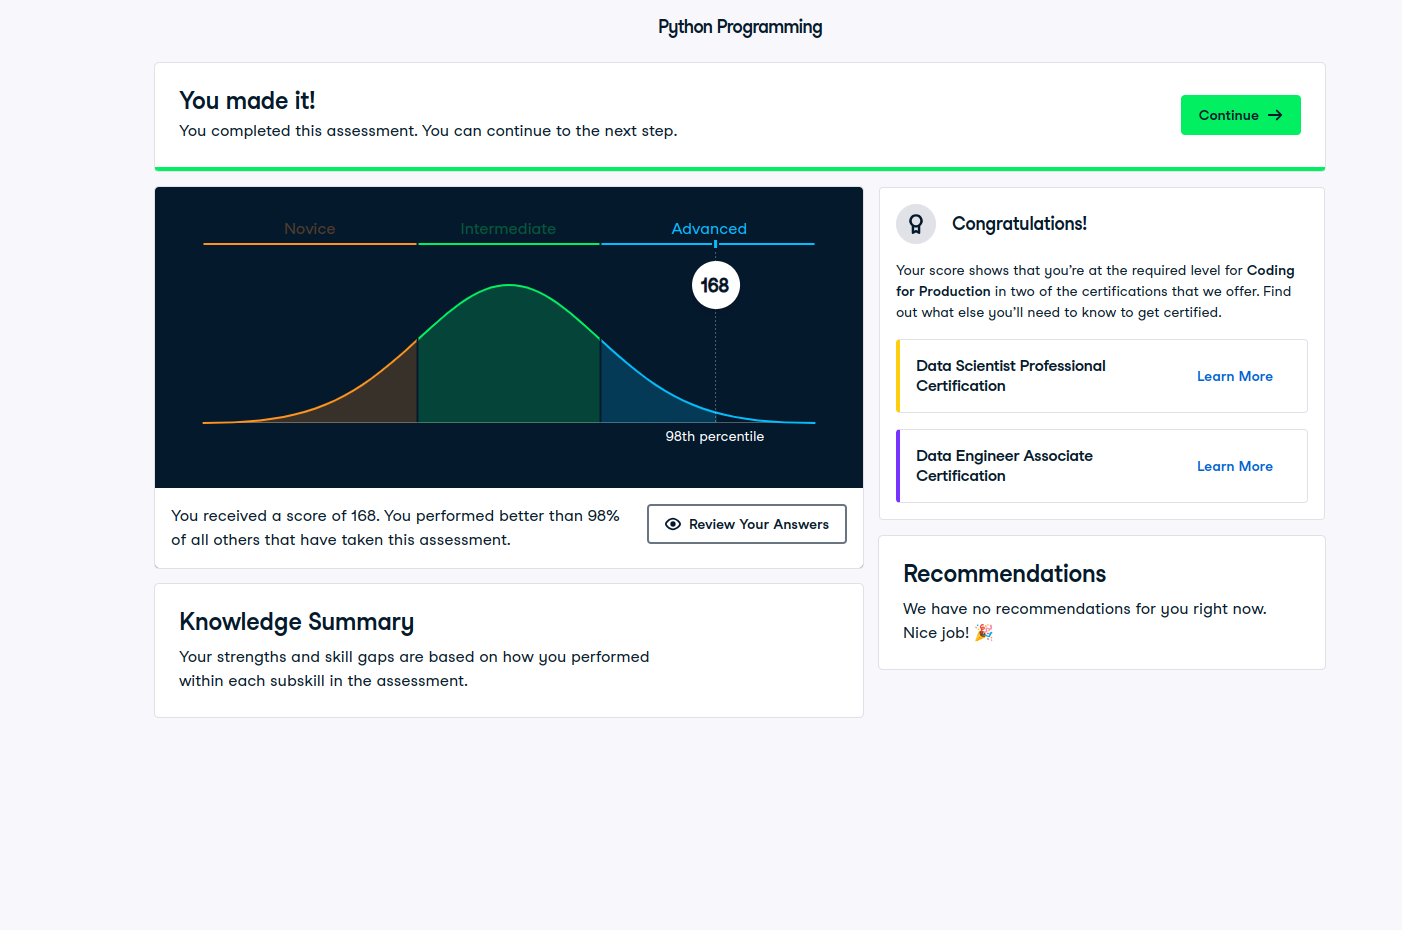 Python Programming
You made it!
You completed this assessment. You can continue to the next step.
Continue
Novice
Intermediate
Advanced
168
98th percentile
You received a score of 168. You performed better than 98%
of all others that have taken this assessment.
Review Your Answers
Knowledge Summary
Your strengths and skill gaps are based on how you performed
within each subskill in the assessment.
Congratulations!
Your score shows that you’re at the required level for Coding
for Production in two of the certifications that we offer. Find
out what else you’ll need to know to get certified.
Data Scientist Professional
Certification
Learn More
Data Engineer Associate
Certification
Learn More
Recommendations
We have no recommendations for you right now.
Nice job! 🎉